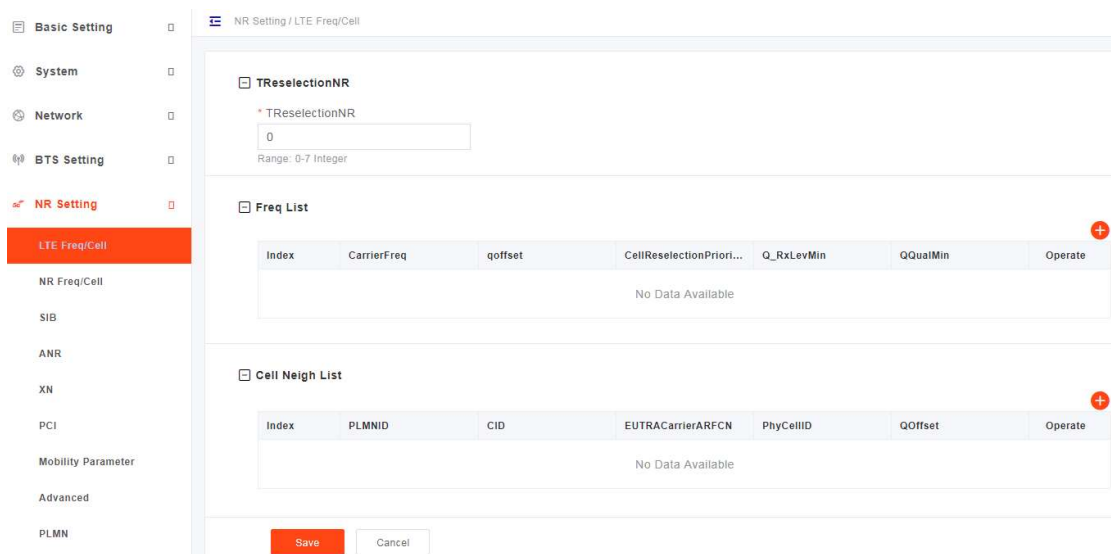 Basic Setting
System
Network
BTS Setting
NR Setting
LTE Freq/Cell
NR Freq/Cell
SIB
ANR
XN
PCI
Mobility Parameter
Advanced
PLMN
NR Setting / LTE Freq/Cell
TReselectionNR
* TReselectionNR
0
Range: 0-7 Integer
Freq List
Index CarrierFreq qoffset CellReselectionPriori... Q_RxLevMin QQualMin Operate
No Data Available
Cell Neigh List
Index PLMNID CID EUTRACarrierARFCN PhyCellID QOffset Operate
No Data Available
Save Cancel